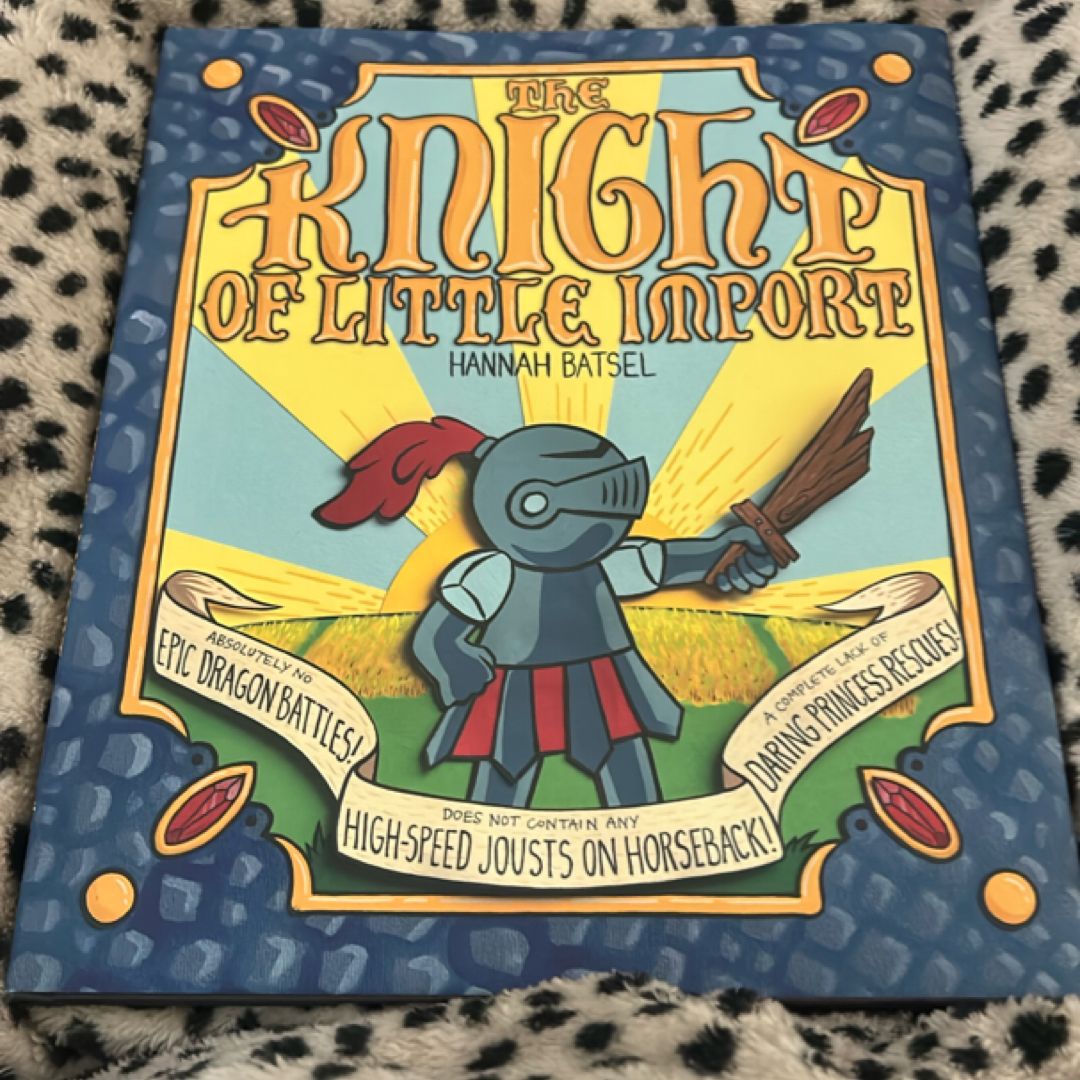 THE
KNIGHT
OF LITTLE IMPORT
HANNAH BATSEL
ABSOLUTELY NO
EPIC DRAGON BATTLES!
A COMPLETE LACK OF
DARING PRINCESS RESCUES!
DOES NOT CONTAIN ANY
HIGH-SPEED JOUSTS ON HORSEBACK!